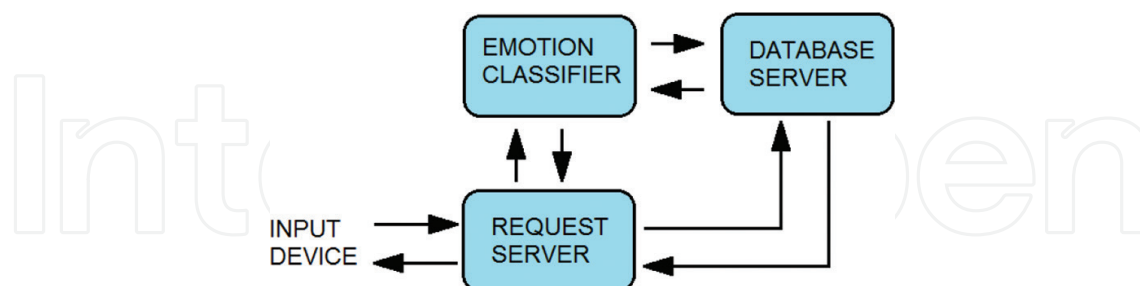 EMOTION
CLASSIFIER
DATABASE
SERVER
INPUT
DEVICE
REQUEST
SERVER